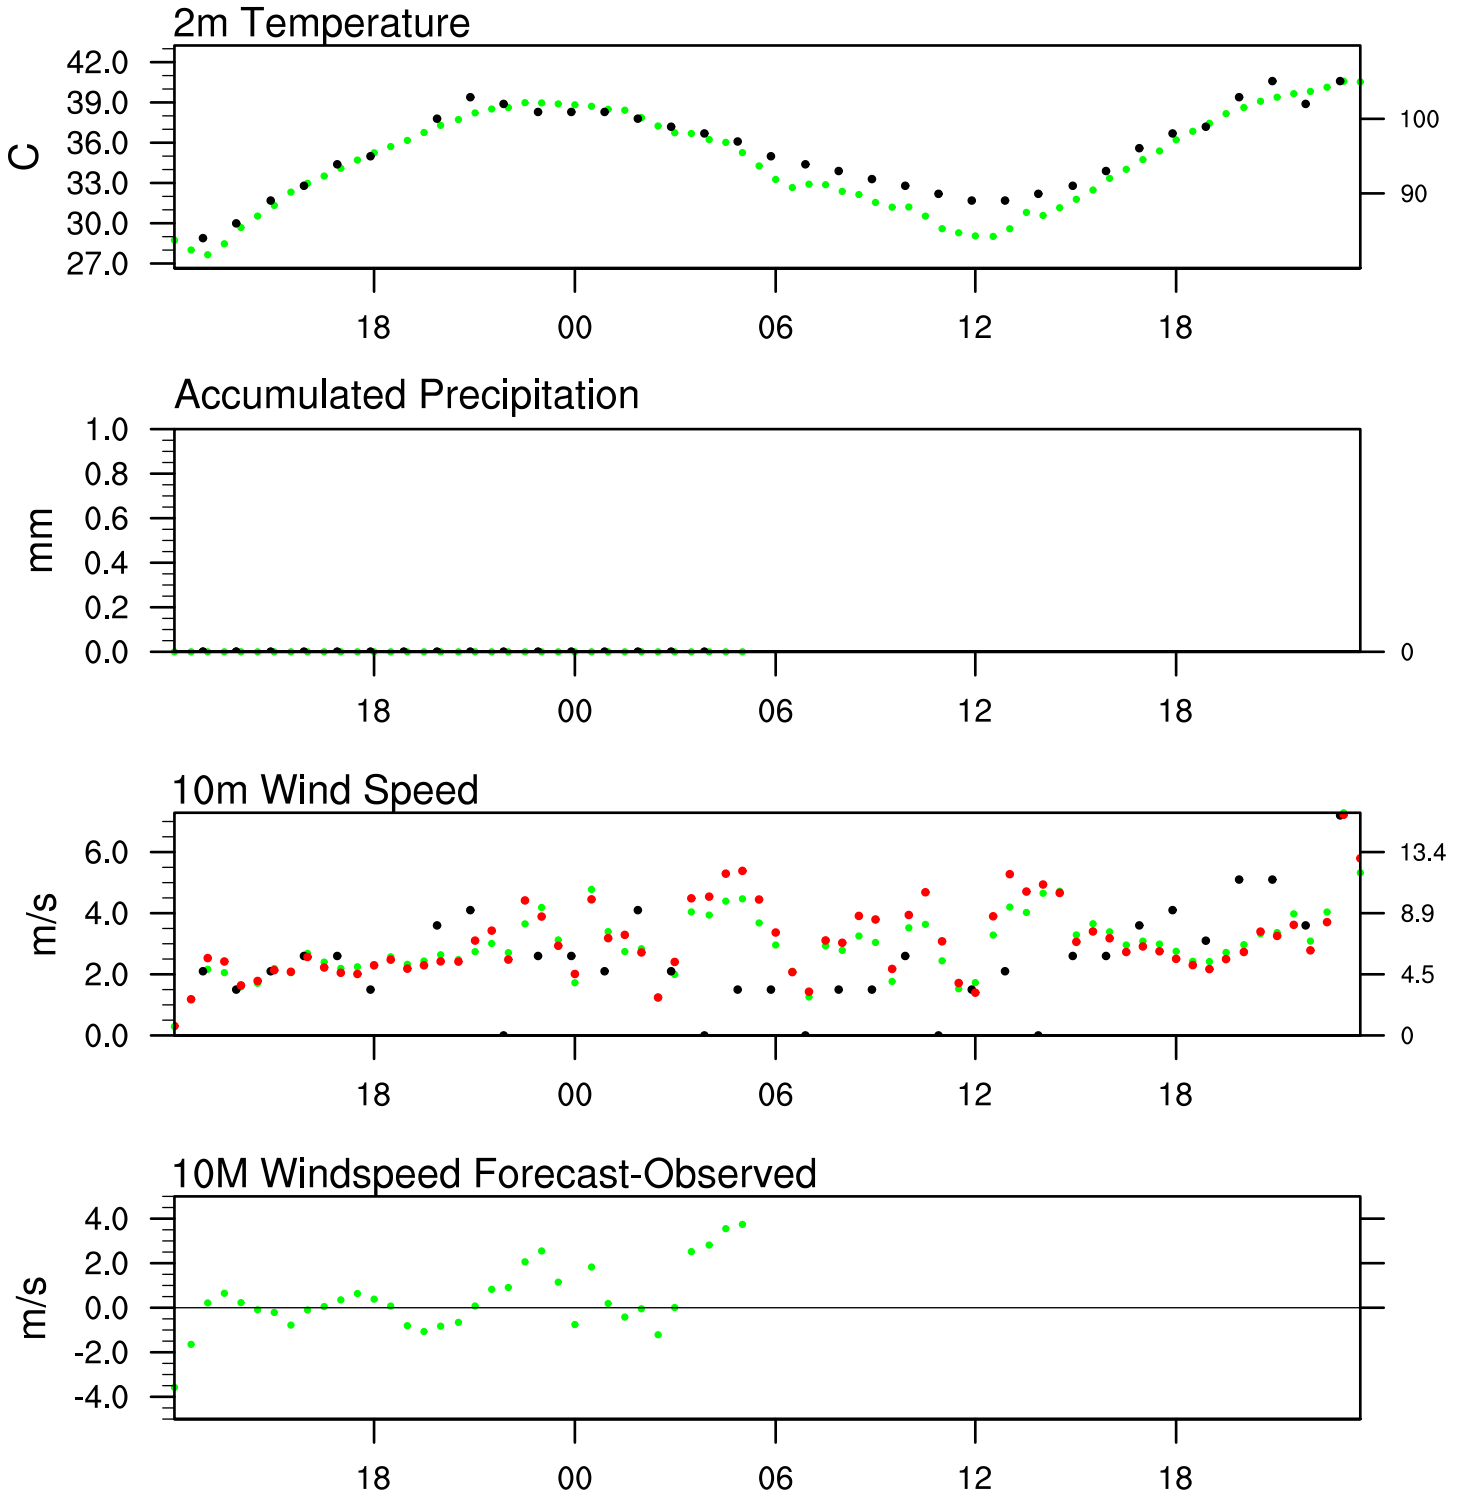 2m Temperature
42.0
39.0
36.0
33.0
30.0
27.0
C
100
90
18 00 06 12 18
Accumulated Precipitation
1.0
0.8
0.6
0.4
0.2
0.0
mm
0
18 00 06 12 18
10m Wind Speed
6.0
4.0
2.0
0.0
m/s
13.4
8.9
4.5
0
18 00 06 12 18
10M Windspeed Forecast-Observed
4.0
2.0
0.0
-2.0
-4.0
m/s
18 00 06 12 18